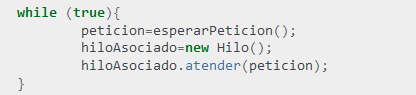 while (true){
        peticion=esperarPeticion();
        hiloAsociado=new Hilo();
        hiloAsociado.atender(peticion);
}